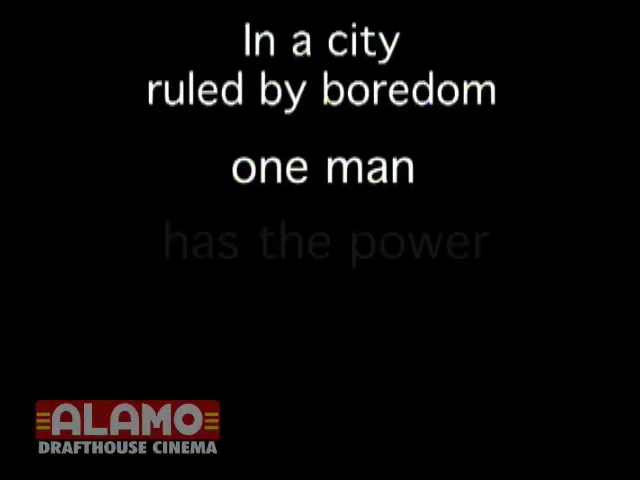 In a city
ruled by boredom
one man
has the power
ALAMO
DRAFTHOUSE CINEMA